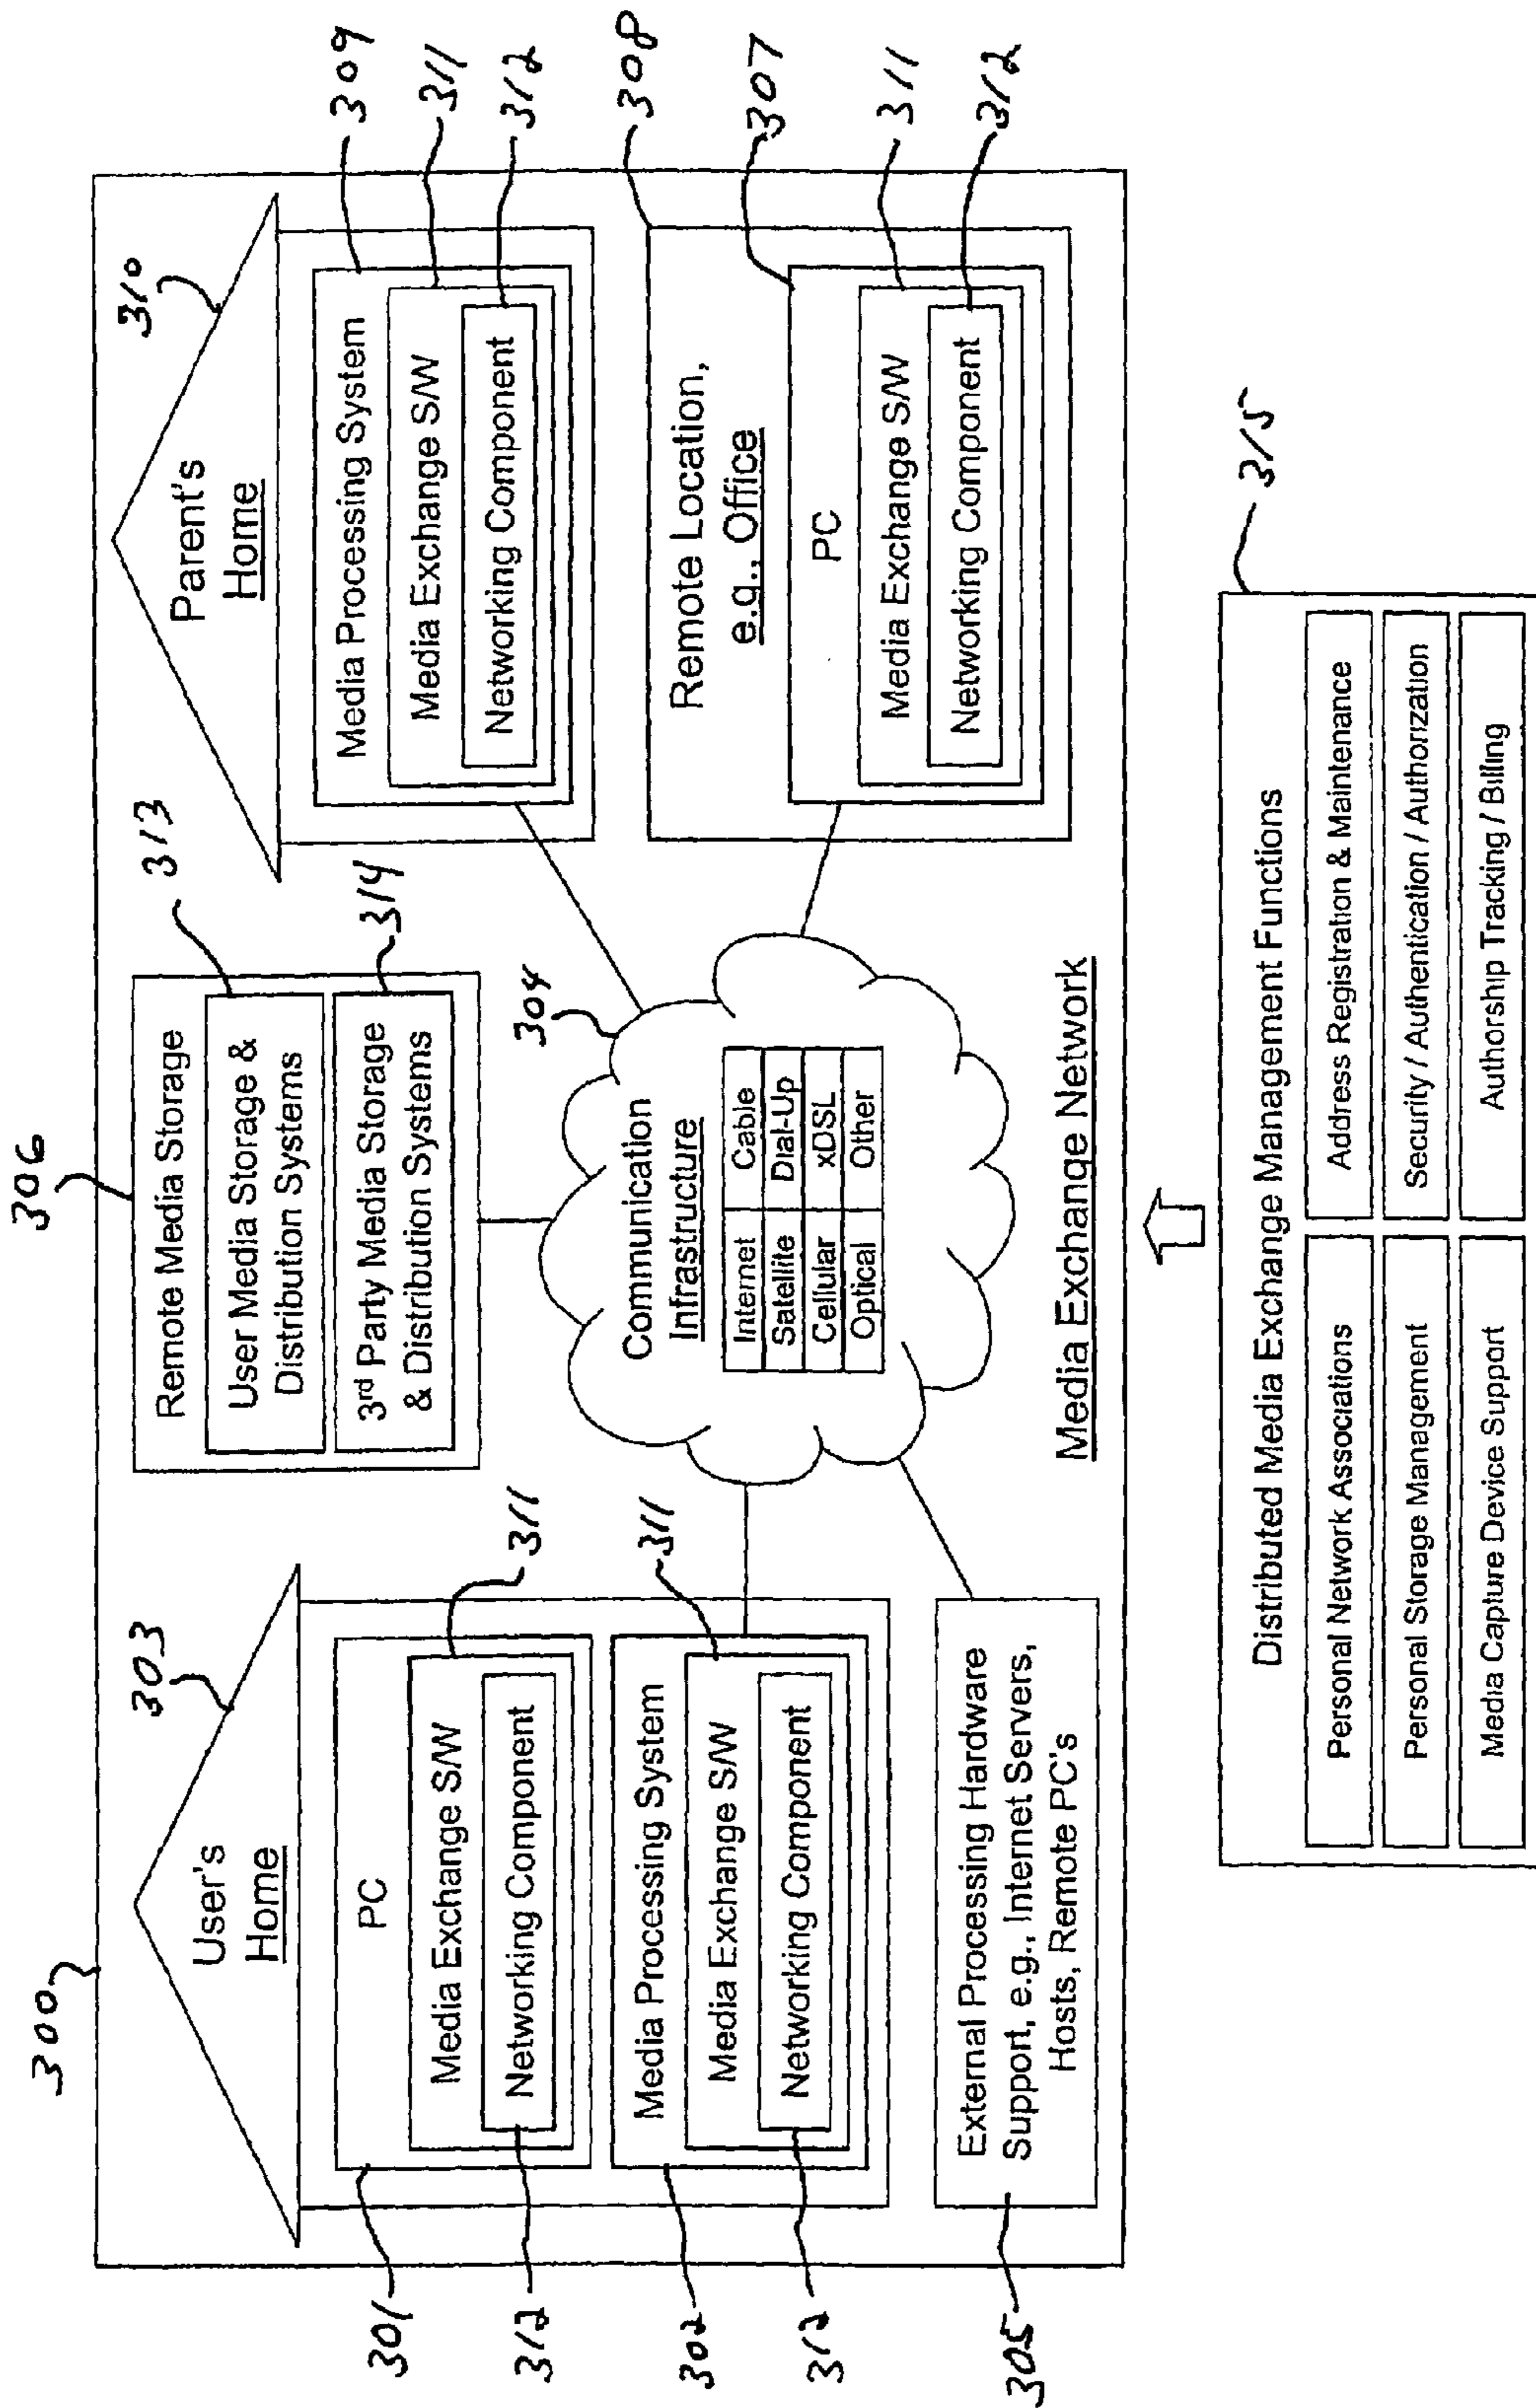 300
306
303
User's
Home
301
PC
311
Media Exchange S/W
Networking Component
312
302
Media Processing System
311
Media Exchange S/W
Networking Component
312
305
External Processing Hardware
Support, e.g., Internet Servers,
Hosts, Remote PC's
Remote Media Storage
313
User Media Storage &
Distribution Systems
314
3rd Party Media Storage
& Distribution Systems
304
Communication
Infrastructure
Internet Cable
Satellite Dial-Up
Cellular xDSL
Optical Other
Media Exchange Network
310
Parent's
Home
309
Media Processing System
311
Media Exchange S/W
312
Networking Component
308
Remote Location,
e.g., Office
307
PC
311
Media Exchange S/W
312
Networking Component
315
Distributed Media Exchange Management Functions
Personal Network Associations
Address Registration & Maintenance
Personal Storage Management
Security / Authentication / Authorization
Media Capture Device Support
Authorship Tracking / Billing